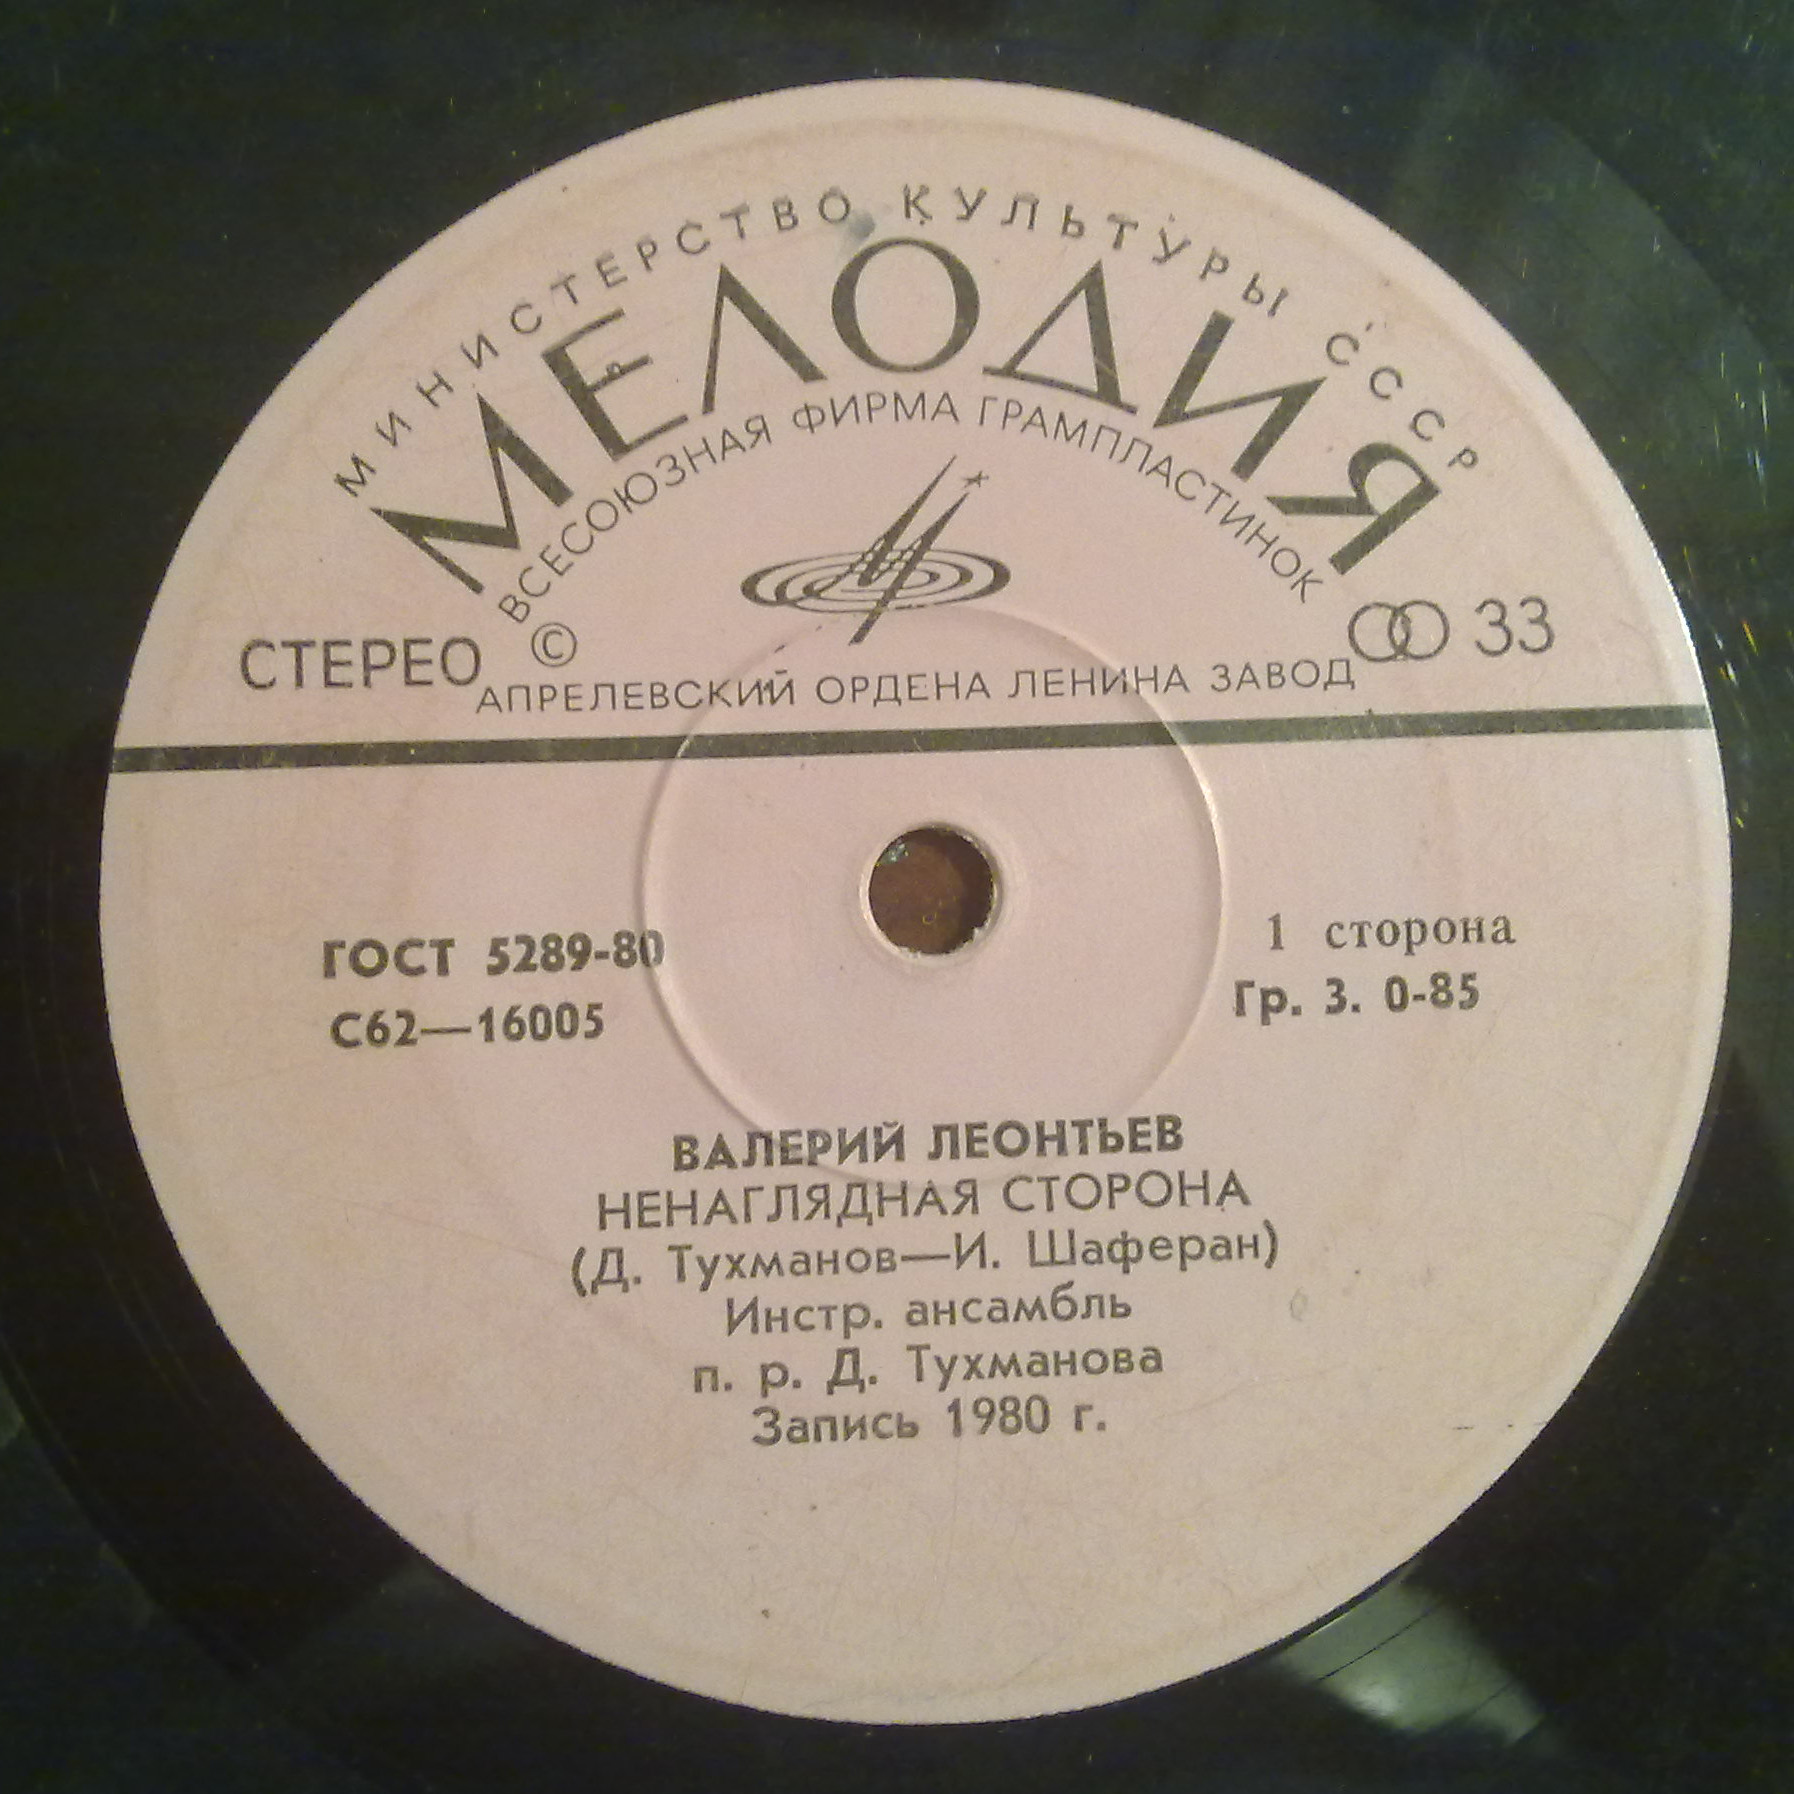 МИНИСТЕРСТВО КУЛЬТУРЫ СССР
МЕЛОДИЯ
ВСЕСОЮЗНАЯ ФИРМА ГРАМПЛАСТИНОК
СТЕРЕО
©
33
АПРЕЛЕВСКИЙ ОРДЕНА ЛЕНИНА ЗАВОД
ГОСТ 5289-80
1 сторона
С62—16005
Гр. 3. 0-85
ВАЛЕРИЙ ЛЕОНТЬЕВ
НЕНАГЛЯДНАЯ СТОРОНА
(Д. Тухманов—И. Шаферан)
Инстр. ансамбль
п. р. Д. Тухманова
Запись 1980 г.